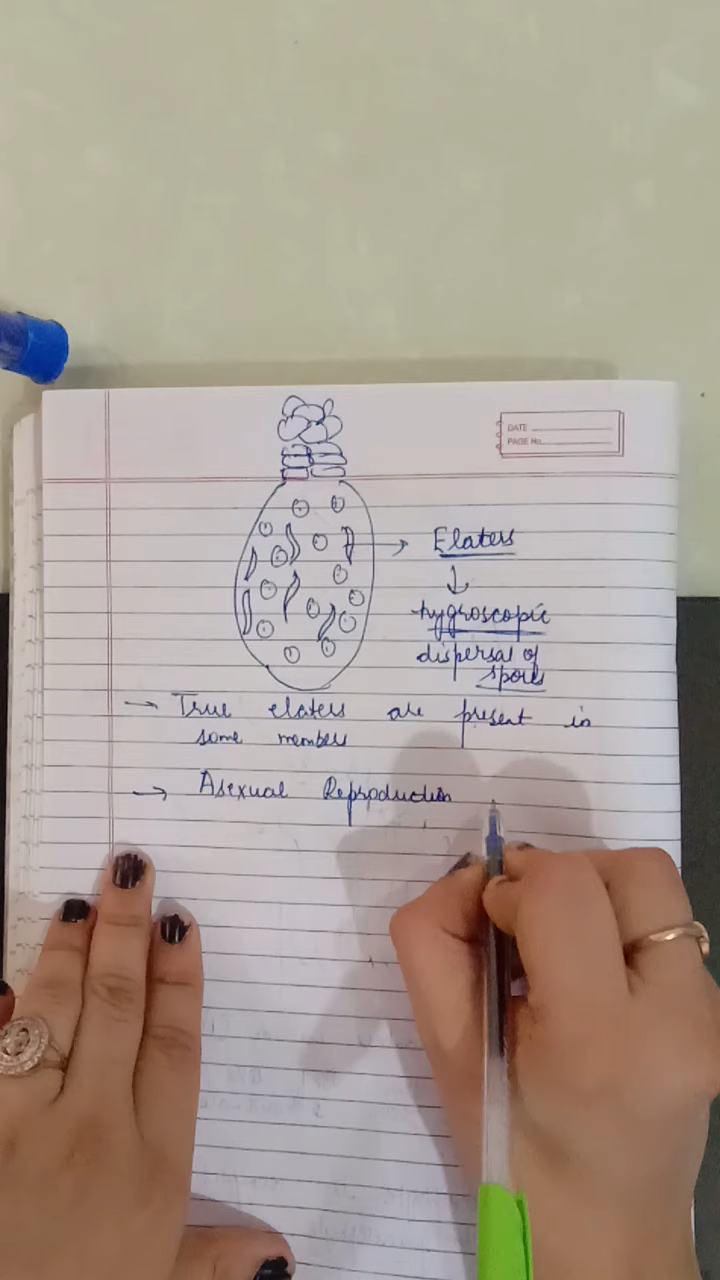 DATE
PAGE No.
→ Elaters
↓
hygroscopic
dispersal of
spores
→ True elaters are present in
some members
→ Asexual Reproduction